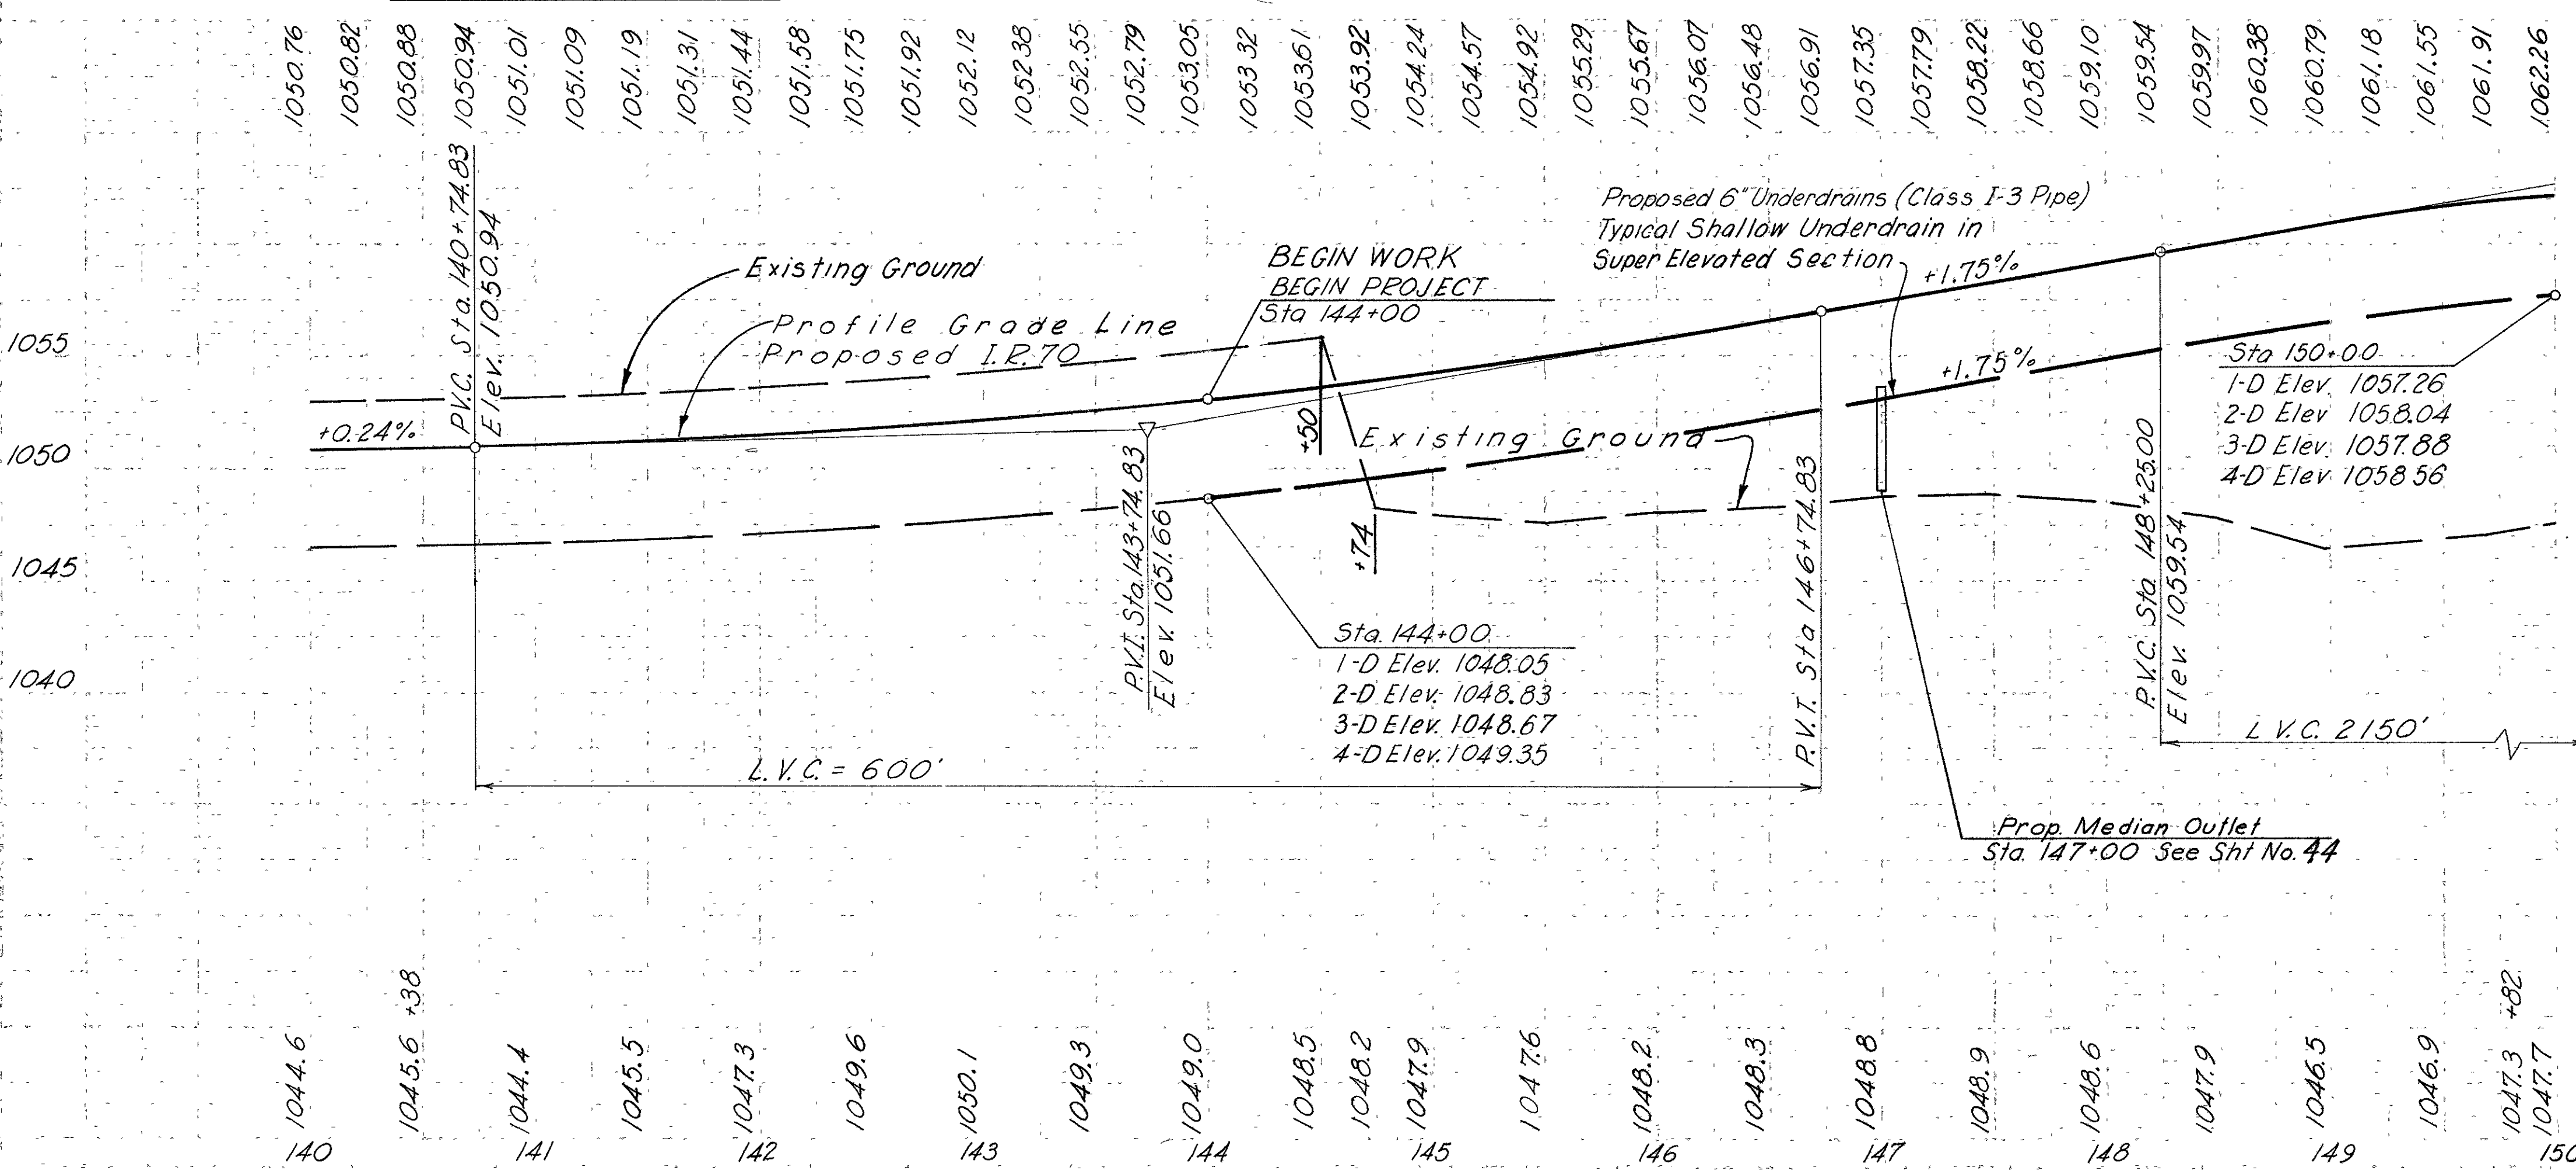 1050.76 1050.82 1050.88 1050.94 1051.01 1051.09 1051.19 1051.31 1051.44 1051.58 1051.75 1051.92 1052.12 1052.38 1052.55 1052.79 1053.05 1053.32 1053.61 1053.92 1054.24 1054.57 1054.92 1055.29 1055.67 1056.07 1056.48 1056.91 1057.35 1057.79 1058.22 1058.66 1059.10 1059.54 1059.97 1060.38 1060.79 1061.18 1061.55 1061.91 1062.26
P.V.C. Sta. 140+74.83
Elev. 1050.94
Existing Ground
Profile Grade Line
Proposed I.R. 70
BEGIN WORK
BEGIN PROJECT
Sta 144+00
Proposed 6" Underdrains (Class I-3 Pipe)
Typical Shallow Underdrain in
Super Elevated Section
+1.75%
+1.75%
1055
1050
1045
1040
+0.24%
+50
Existing Ground
+74
Sta 150+00
1-D Elev. 1057.26
2-D Elev 1058.04
3-D Elev. 1057.88
4-D Elev 1058.56
P.V.I. Sta. 143+74.83
Elev. 1051.66
Sta. 144+00
1-D Elev. 1048.05
2-D Elev. 1048.83
3-D Elev. 1048.67
4-D Elev. 1049.35
P.V.T. Sta 146+74.83
P.V.C. Sta. 148+25.00
Elev. 1059.54
L.V.C. = 600'
L V.C. 2150'
Prop. Median Outlet
Sta. 147+00 See Sht No. 44
+38 +82
1044.6 1045.6 1044.4 1045.5 1047.3 1049.6 1050.1 1049.3 1049.0 1048.5 1048.2 1047.9 1047.6 1048.2 1048.3 1048.8 1048.9 1048.6 1047.9 1046.5 1046.9 1047.3 1047.7
140 141 142 143 144 145 146 147 148 149 150